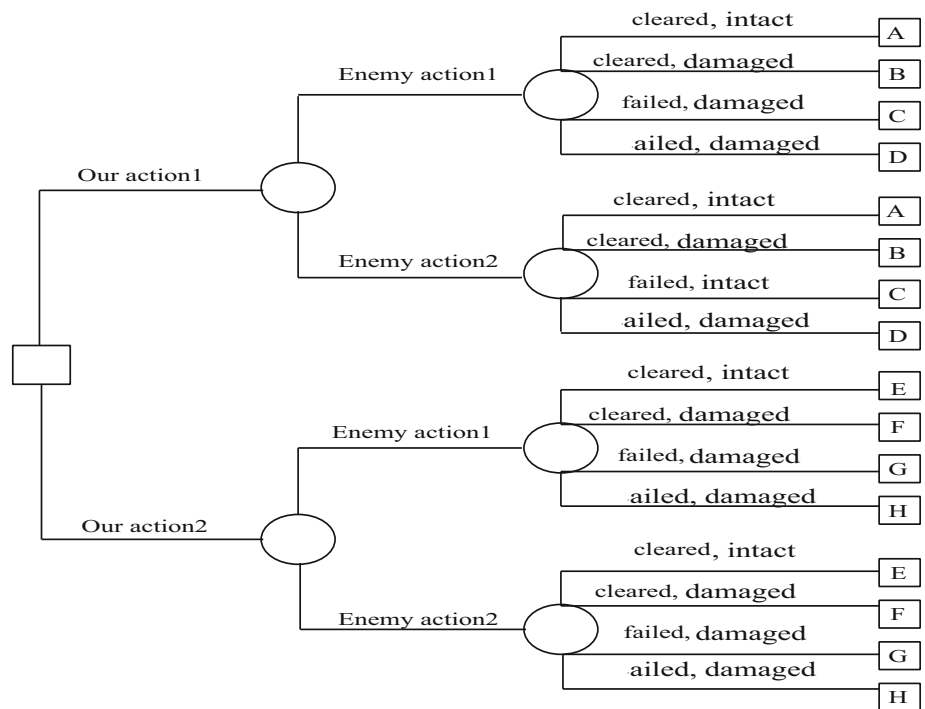 cleared, intact
A
cleared, damaged
B
Enemy action1
failed, damaged
C
ailed, damaged
D
Our action1
cleared, intact
A
cleared, damaged
B
Enemy action2
failed, intact
C
ailed, damaged
D
cleared, intact
E
cleared, damaged
F
Enemy action1
failed, damaged
G
ailed, damaged
H
Our action2
cleared, intact
E
cleared, damaged
F
Enemy action2
failed, damaged
G
ailed, damaged
H